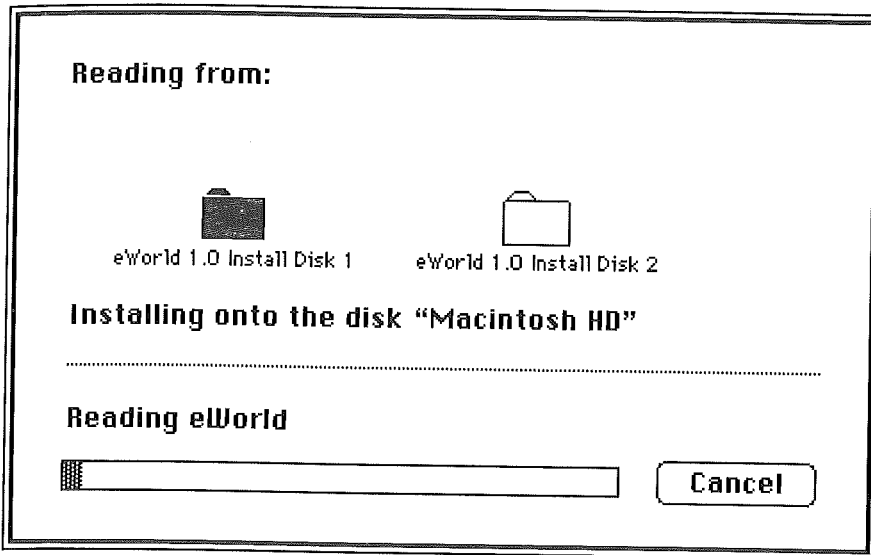 Reading from:
eWorld 1.0 Install Disk 1
eWorld 1.0 Install Disk 2
Installing onto the disk “Macintosh HD”
Reading eWorld
Cancel